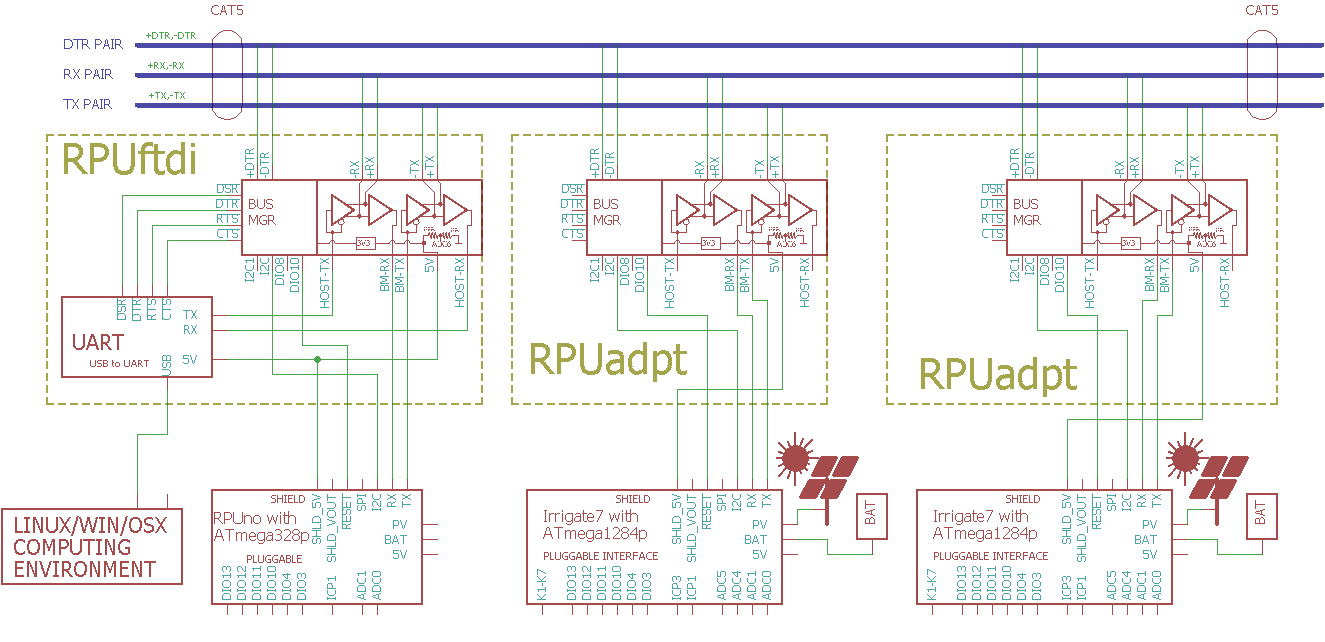 CAT5
CAT5
DTR PAIR
+DTR,-DTR
RX PAIR
+RX,-RX
TX PAIR
+TX,-TX
RPUftdi
+DTR
-DTR
-RX
+RX
-TX
+TX
DSR
DTR
RTS
CTS
BUS
MGR
3V3
ADC6
I2C1
I2C
DIO8
DIO10
HOST-TX
BM-RX
BM-TX
5V
HOST-RX
DSR
DTR
RTS
CTS
TX
RX
5V
USB
UART
USB to UART
+DTR
-DTR
-RX
+RX
-TX
+TX
DSR
DTR
RTS
CTS
BUS
MGR
3V3
ADC6
I2C1
I2C
DIO8
DIO10
HOST-TX
BM-RX
BM-TX
5V
HOST-RX
RPUadpt
+DTR
-DTR
-RX
+RX
-TX
+TX
DSR
DTR
RTS
CTS
BUS
MGR
3V3
ADC6
I2C1
I2C
DIO8
DIO10
HOST-TX
BM-RX
BM-TX
5V
HOST-RX
RPUadpt
LINUX/WIN/OSX
COMPUTING
ENVIRONMENT
SHIELD
RPUno with
ATmega328p
PLUGGABLE
SHLD_5V
SHLD_VOUT
RESET
SPI
I2C
RX
TX
PV
BAT
5V
DIO13
DIO12
DIO11
DIO10
DIO4
DIO3
ICP1
ADC1
ADC0
SHIELD
Irrigate7 with
ATmega1284p
PLUGGABLE INTERFACE
SHLD_5V
SHLD_VOUT
RESET
SPI
I2C
RX
TX
PV
BAT
5V
K1-K7
DIO13
DIO12
DIO11
DIO10
DIO4
DIO3
ICP3
ICP1
ADC5
ADC4
ADC1
ADC0
BAT
SHIELD
Irrigate7 with
ATmega1284p
PLUGGABLE INTERFACE
SHLD_5V
SHLD_VOUT
RESET
SPI
I2C
RX
TX
PV
BAT
5V
K1-K7
DIO13
DIO12
DIO11
DIO10
DIO4
DIO3
ICP3
ICP1
ADC5
ADC4
ADC1
ADC0
BAT